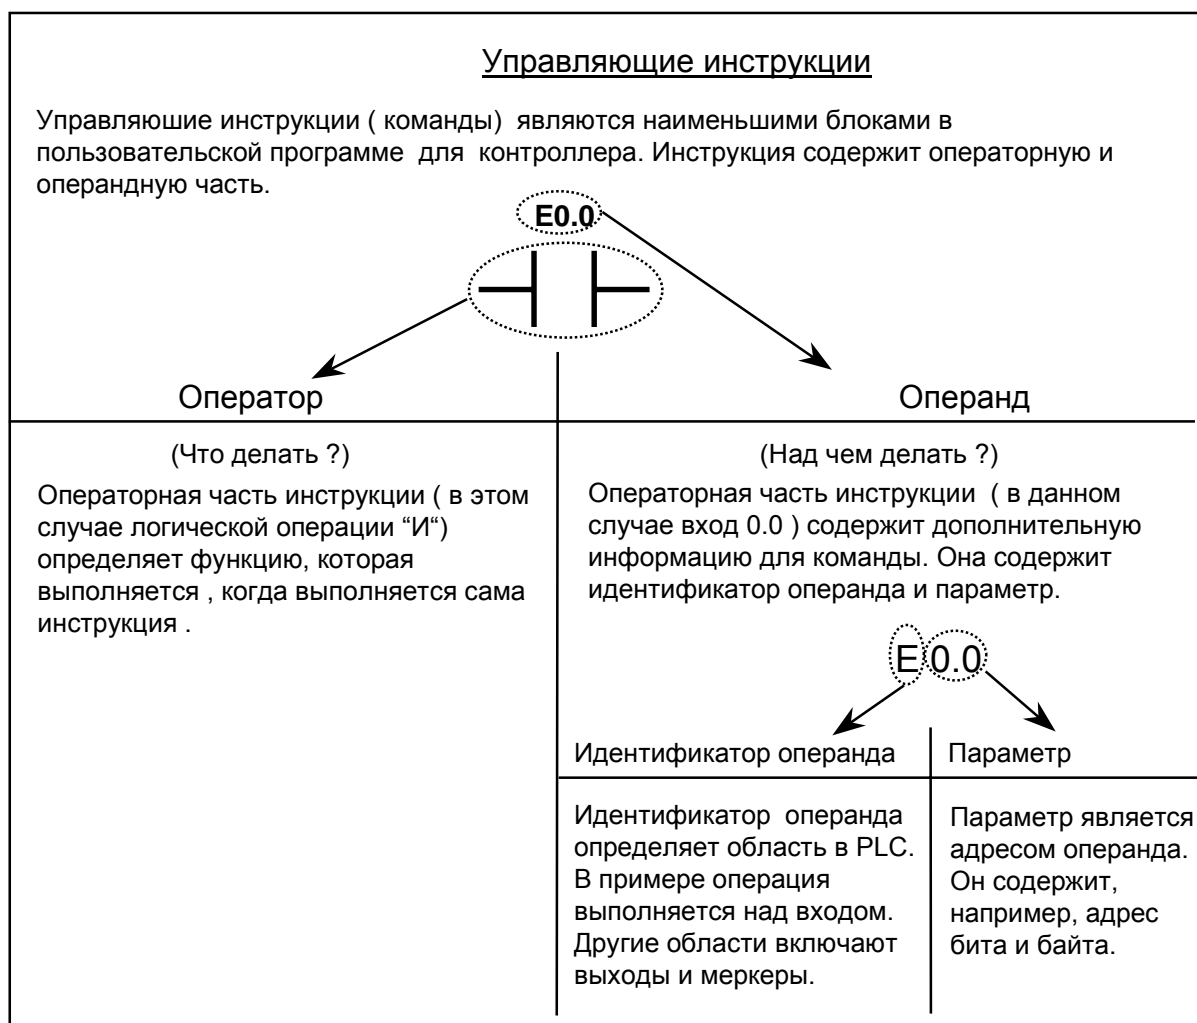 Управляющие инструкции
Управляюшие инструкции ( команды) являются наименьшими блоками в
пользовательской программе для контроллера. Инструкция содержит операторную и
операндную часть.
E0.0
Оператор
Операнд
(Что делать ?)
Операторная часть инструкции ( в этом
случае логической операции “И“)
определяет функцию, которая
выполняется , когда выполняется сама
инструкция .
(Над чем делать ?)
Операторная часть инструкции ( в данном
случае вход 0.0 ) содержит дополнительную
информацию для команды. Она содержит
идентификатор операнда и параметр.
E 0.0
Идентификатор операнда
Идентификатор операнда
определяет область в PLC.
В примере операция
выполняется над входом.
Другие области включают
выходы и меркеры.
Параметр
Параметр является
адресом операнда.
Он содержит,
например, адрес
бита и байта.